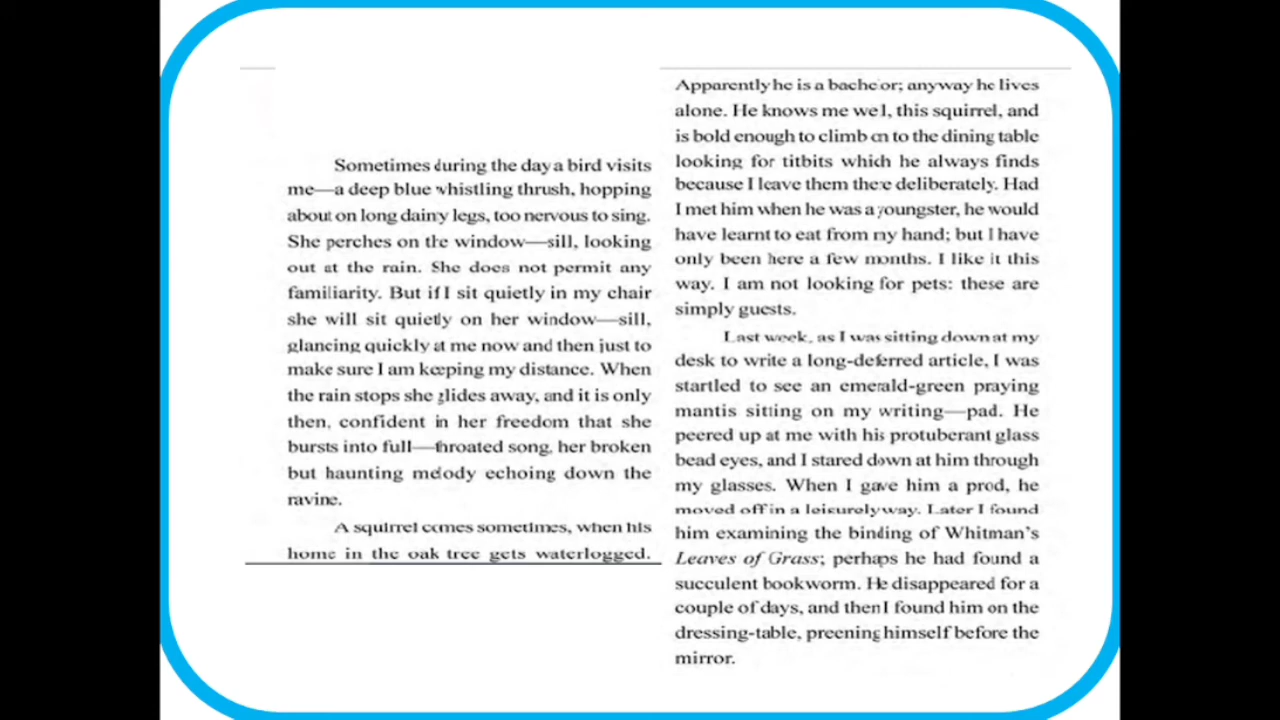 Sometimes during the day a bird visits
me—a deep blue whistling thrush, hopping
about on long dainty legs, too nervous to sing.
She perches on the window—sill, looking
out at the rain. She does not permit any
familiarity. But if I sit quietly in my chair
she will sit quietly on her window—sill,
glancing quickly at me now and then just to
make sure I am keeping my distance. When
the rain stops she glides away, and it is only
then, confident in her freedom that she
bursts into full—throated song, her broken
but haunting melody echoing down the
ravine.
A squirrel comes sometimes, when his
home in the oak tree gets waterlogged.
Apparently he is a bachelor; anyway he lives
alone. He knows me well, this squirrel, and
is bold enough to climb on to the dining table
looking for titbits which he always finds
because I leave them there deliberately. Had
I met him when he was a youngster, he would
have learnt to eat from my hand; but I have
only been here a few months. I like it this
way. I am not looking for pets: these are
simply guests.
Last week, as I was sitting down at my
desk to write a long-deferred article, I was
startled to see an emerald-green praying
mantis sitting on my writing—pad. He
peered up at me with his protuberant glass
bead eyes, and I stared down at him through
my glasses. When I gave him a prod, he
moved off in a leisurely way. Later I found
him examining the binding of Whitman's
Leaves of Grass; perhaps he had found a
succulent bookworm. He disappeared for a
couple of days, and then I found him on the
dressing-table, preening himself before the
mirror.